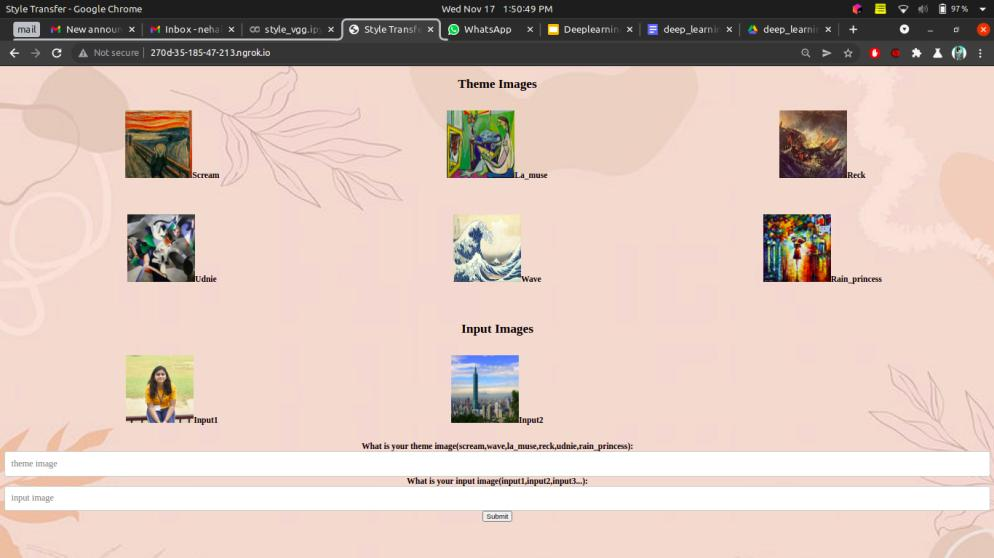 Style Transfer - Google Chrome Wed Nov 17 1:50:49 PM 97 %
mail New announ Inbox - neha style_vgg.ip Style Transf WhatsApp Deeplearnin deep_learni deep_learni
Not secure 270d-35-185-47-213.ngrok.io
Theme Images
Scream La_muse Reck
Udnie Wave Rain_princess
Input Images
Input1 Input2
What is your theme image(scream,wave,la_muse,reck,udnie,rain_princess):
theme image
What is your input image(input1,input2,input3...):
input image
Submit